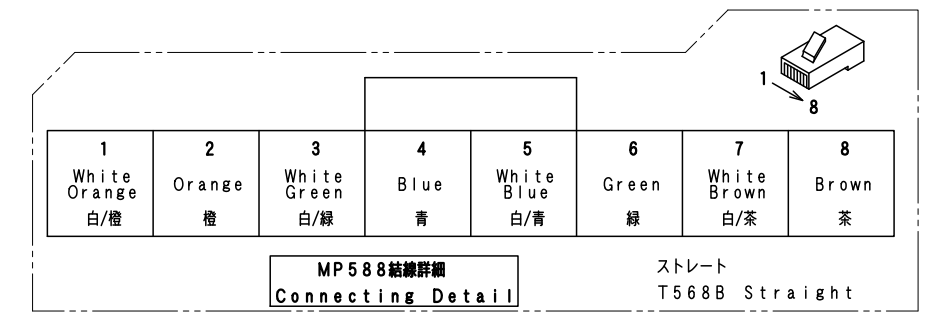 1
8
1 2 3 4 5 6 7 8
White Orange White Green White Blue White Brown
Orange Green Blue Brown
白/橙 橙 白/緑 青 白/青 緑 白/茶 茶
MP588結線詳細
Connecting Detail
ストレート
T568B Straight